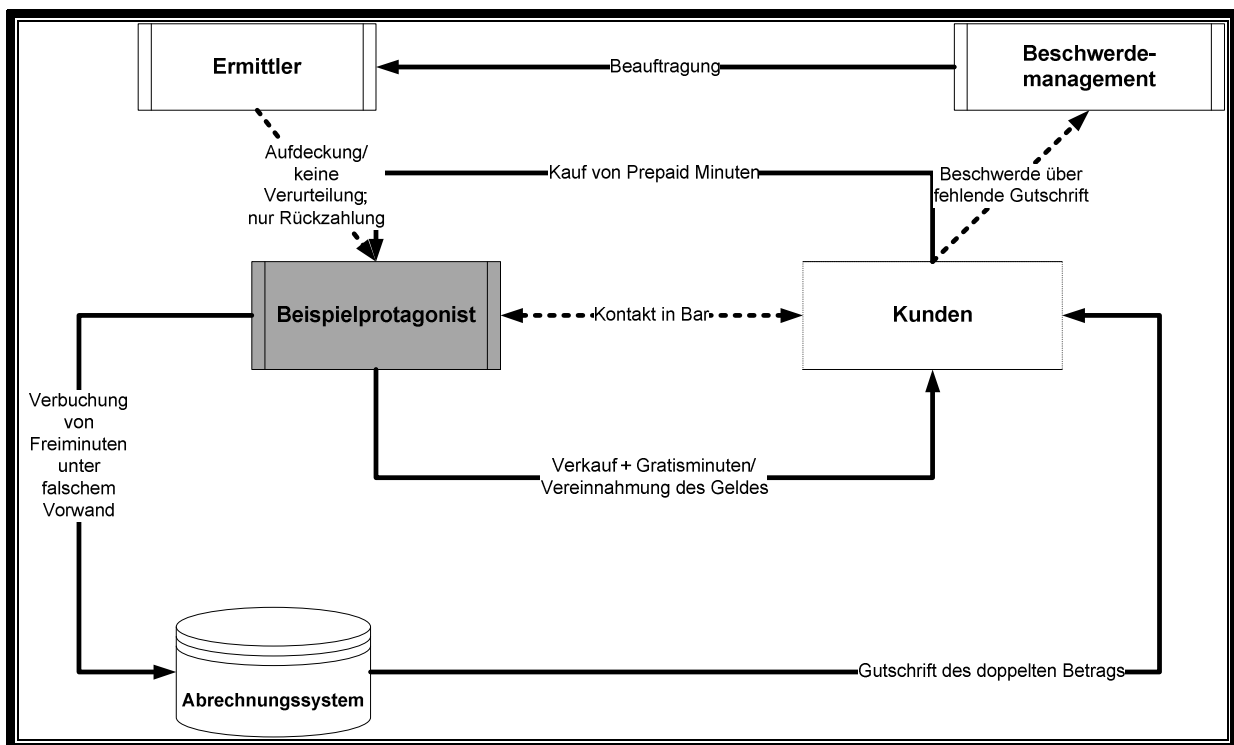 Ermittler
Beauftragung
Beschwerde-
management
Aufdeckung/
keine
Verurteilung;
nur Rückzahlung
Kauf von Prepaid Minuten
Beschwerde über
fehlende Gutschrift
Beispielprotagonist
Kontakt in Bar
Kunden
Verbuchung
von
Freiminuten
unter
falschem
Vorwand
Verkauf + Gratisminuten/
Vereinnahmung des Geldes
Abrechnungssystem
Gutschrift des doppelten Betrags